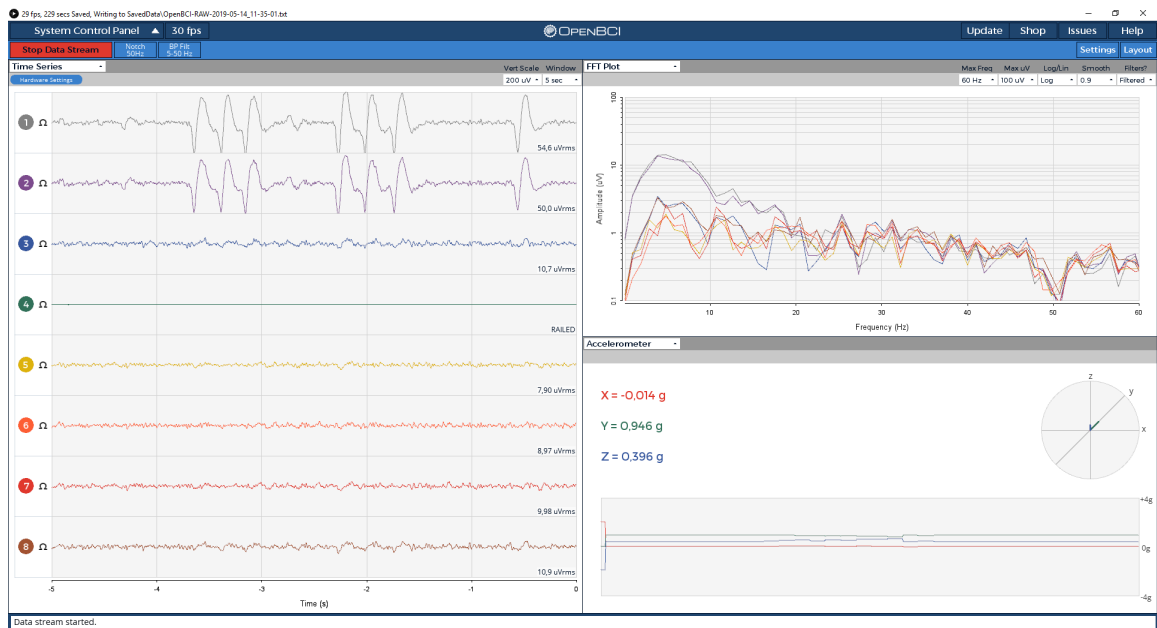 29 fps, 229 secs Saved, Writing to SavedData\OpenBCI-RAW-2019-05-14_11-35-01.txt
System Control Panel 30 fps OPENBCI Update Shop Issues Help
Stop Data Stream Notch 50Hz BP Filt 5-50 Hz Settings Layout
Time Series Vert Scale Window
Hardware Settings 200 uV 5 sec
1 Ω 54,6 uVrms
2 Ω 50,0 uVrms
3 Ω 10,7 uVrms
4 Ω RAILED
5 Ω 7,90 uVrms
6 Ω 8,97 uVrms
7 Ω 9,98 uVrms
8 Ω 10,9 uVrms
-5 -4 -3 -2 -1 0
Time (s)
FFT Plot Max Freq Max uV Log/Lin Smooth Filters?
60 Hz 100 uV Log 0.9 Filtered
100
10
1
0.1
Amplitude (uV)
10 20 30 40 50 60
Frequency (Hz)
Accelerometer
X = -0,014 g
Y = 0,946 g
Z = 0,396 g
z
y
x
+4g
0g
-4g
Data stream started.